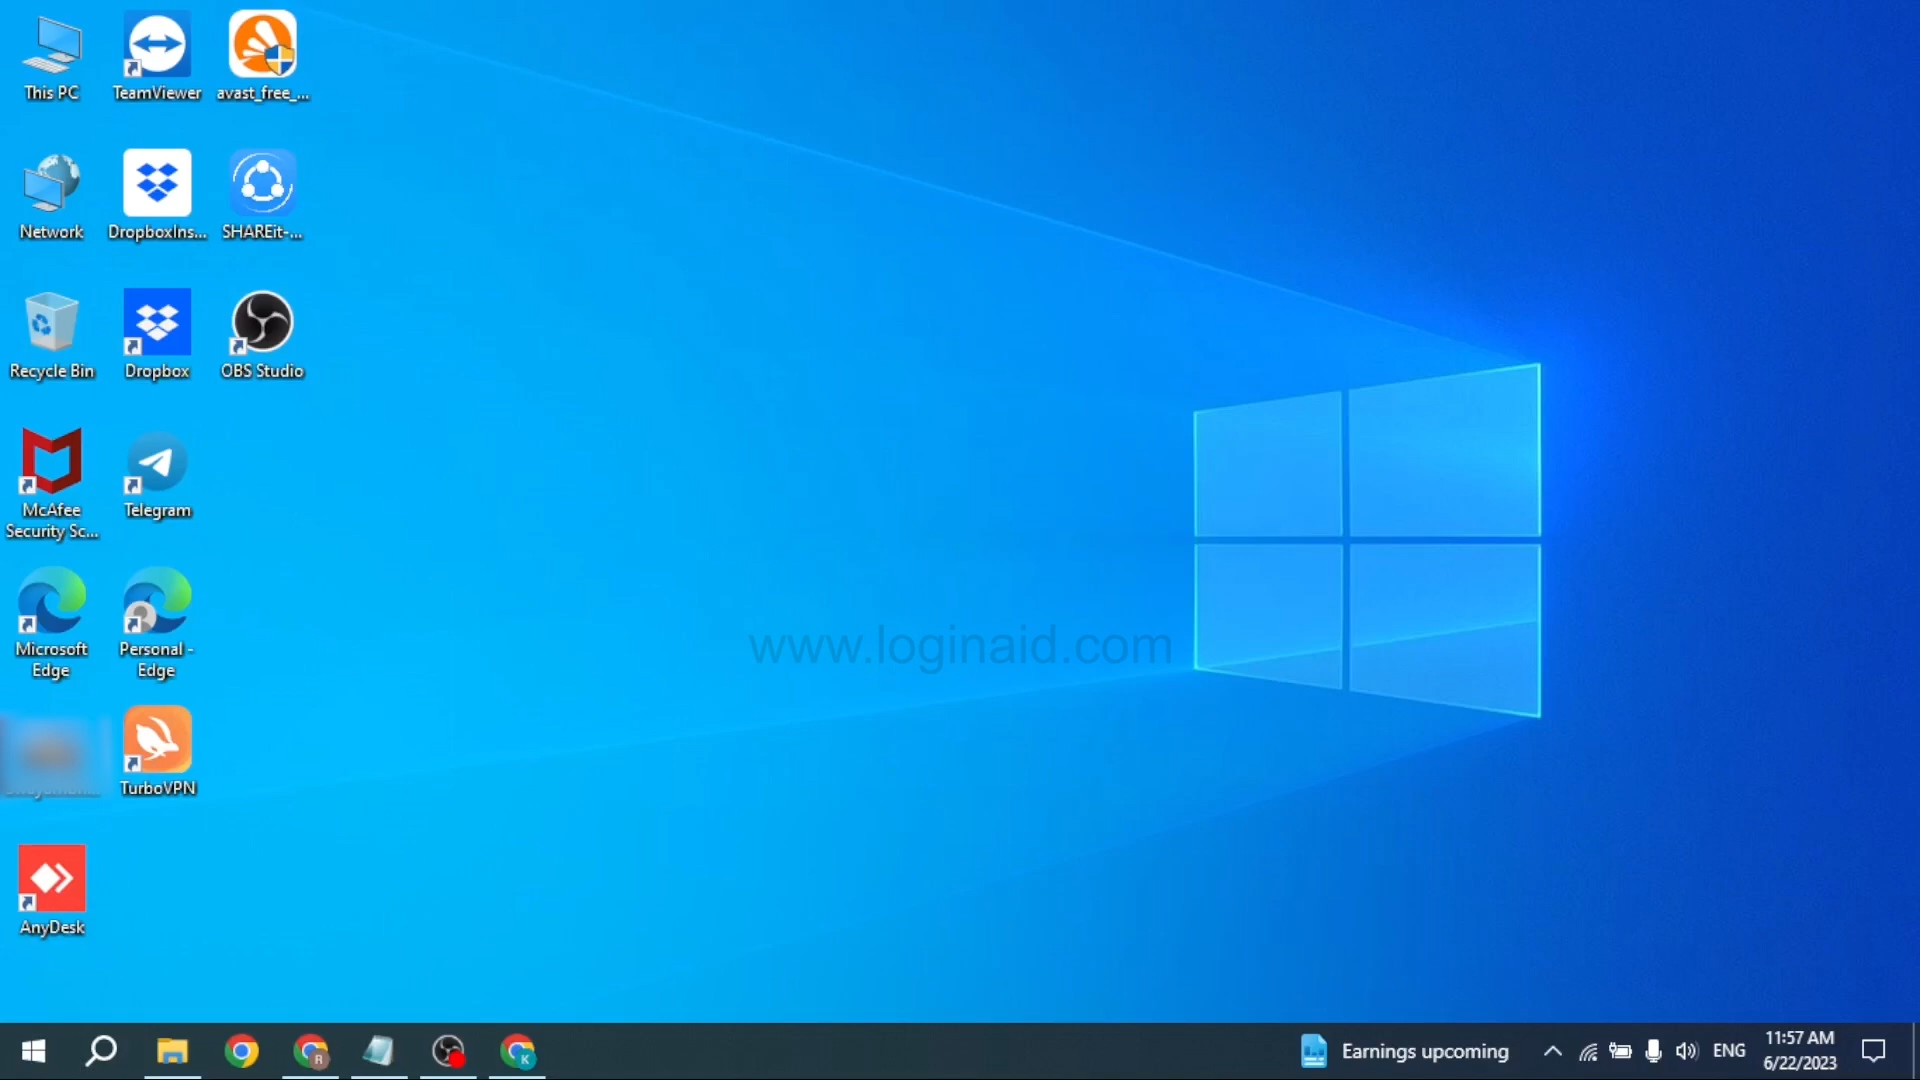 This PC
TeamViewer
avast_free_...
Network
DropboxIns...
SHAREit-...
Recycle Bin
Dropbox
OBS Studio
McAfee
Security Sc...
Telegram
Microsoft
Edge
Personal -
Edge
www.loginaid.com
TurboVPN
AnyDesk
R
K
Earnings upcoming
ENG
11:57 AM
6/22/2023